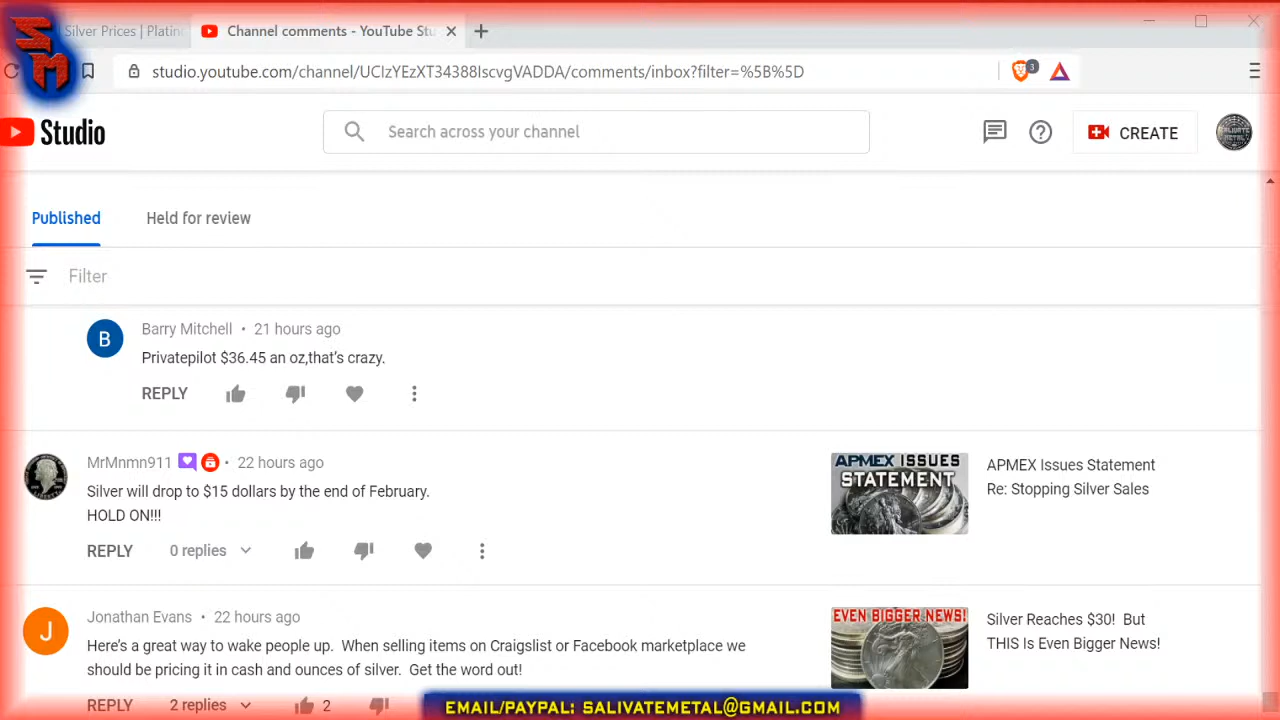 SM
Silver Prices | Platin
Channel comments - YouTube Stu
studio.youtube.com/channel/UCIzYEzXT34388IscvgVADDA/comments/inbox?filter=%5B%5D
3
Studio
Search across your channel
CREATE
SALIVATE
METAL
Published
Held for review
Filter
B
Barry Mitchell • 21 hours ago
Privatepilot $36.45 an oz,that's crazy.
REPLY
MrMnmn911 • 22 hours ago
Silver will drop to $15 dollars by the end of February.
HOLD ON!!!
REPLY 0 replies
APMEX ISSUES
STATEMENT
APMEX Issues Statement
Re: Stopping Silver Sales
J
Jonathan Evans • 22 hours ago
Here's a great way to wake people up. When selling items on Craigslist or Facebook marketplace we
should be pricing it in cash and ounces of silver. Get the word out!
REPLY 2 replies 2
EVEN BIGGER NEWS!
Silver Reaches $30! But
THIS Is Even Bigger News!
EMAIL/PAYPAL: SALIVATEMETAL@GMAIL.COM